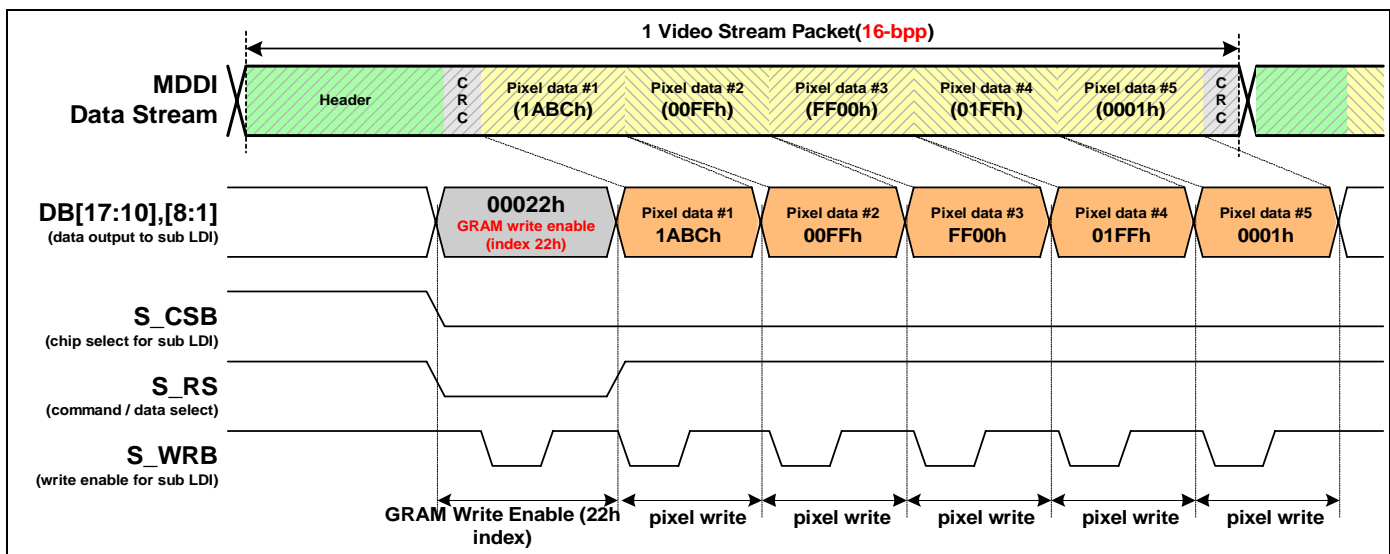 1 Video Stream Packet(16-bpp)
MDDI
Data Stream
Header
C
R
C
Pixel data #1
(1ABCh)
Pixel data #2
(00FFh)
Pixel data #3
(FF00h)
Pixel data #4
(01FFh)
Pixel data #5
(0001h)
C
R
C
DB[17:10],[8:1]
(data output to sub LDI)
00022h
GRAM write enable
(index 22h)
Pixel data #1
1ABCh
Pixel data #2
00FFh
Pixel data #3
FF00h
Pixel data #4
01FFh
Pixel data #5
0001h
S_CSB
(chip select for sub LDI)
S_RS
(command / data select)
S_WRB
(write enable for sub LDI)
GRAM Write Enable (22h
index)
pixel write
pixel write
pixel write
pixel write
pixel write